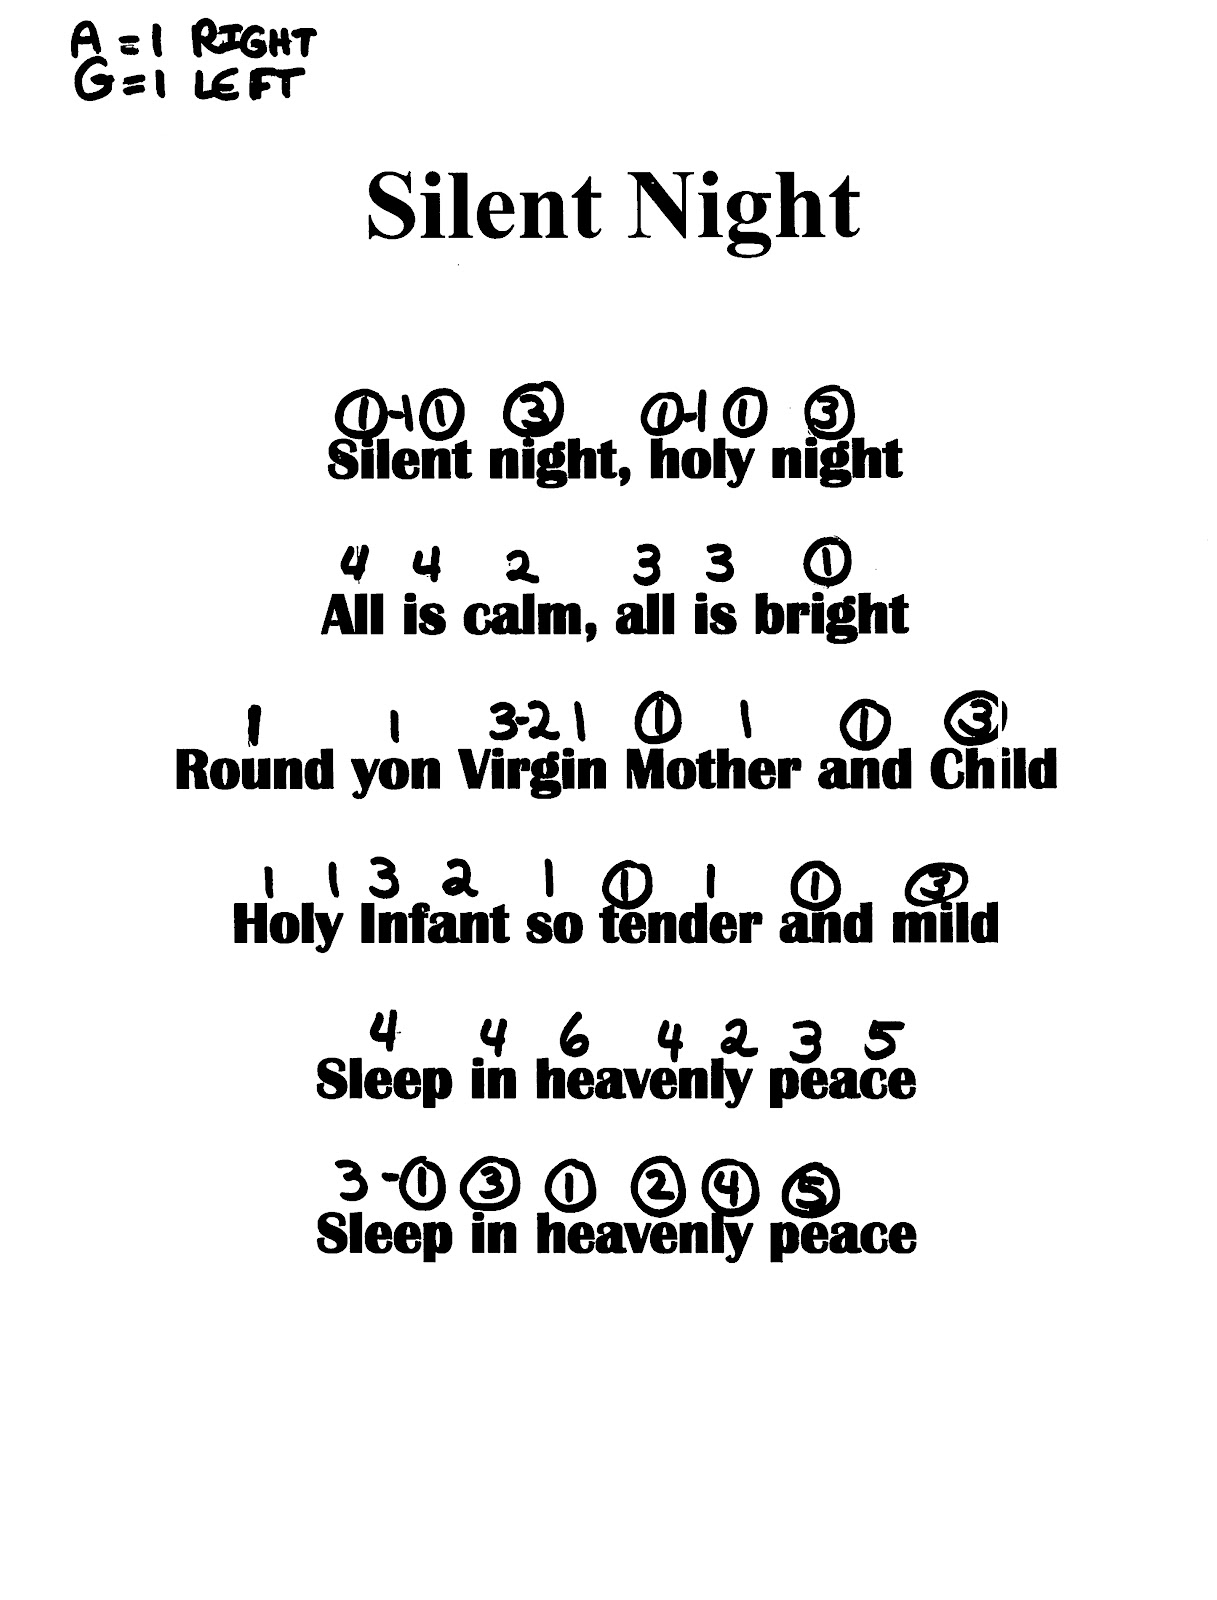 A = 1 RIGHT
G = 1 LEFT
Silent Night
①-1 ① ③ ①-1 ① ③
Silent night, holy night
4 4 2 3 3 ①
All is calm, all is bright
1 1 3-2 1 ① 1 ① ③
Round yon Virgin Mother and Child
1 1 3 2 1 ① 1 ① ③
Holy Infant so tender and mild
4 4 6 4 2 3 5
Sleep in heavenly peace
3 -① ③ ① ② ④ ⑤
Sleep in heavenly peace